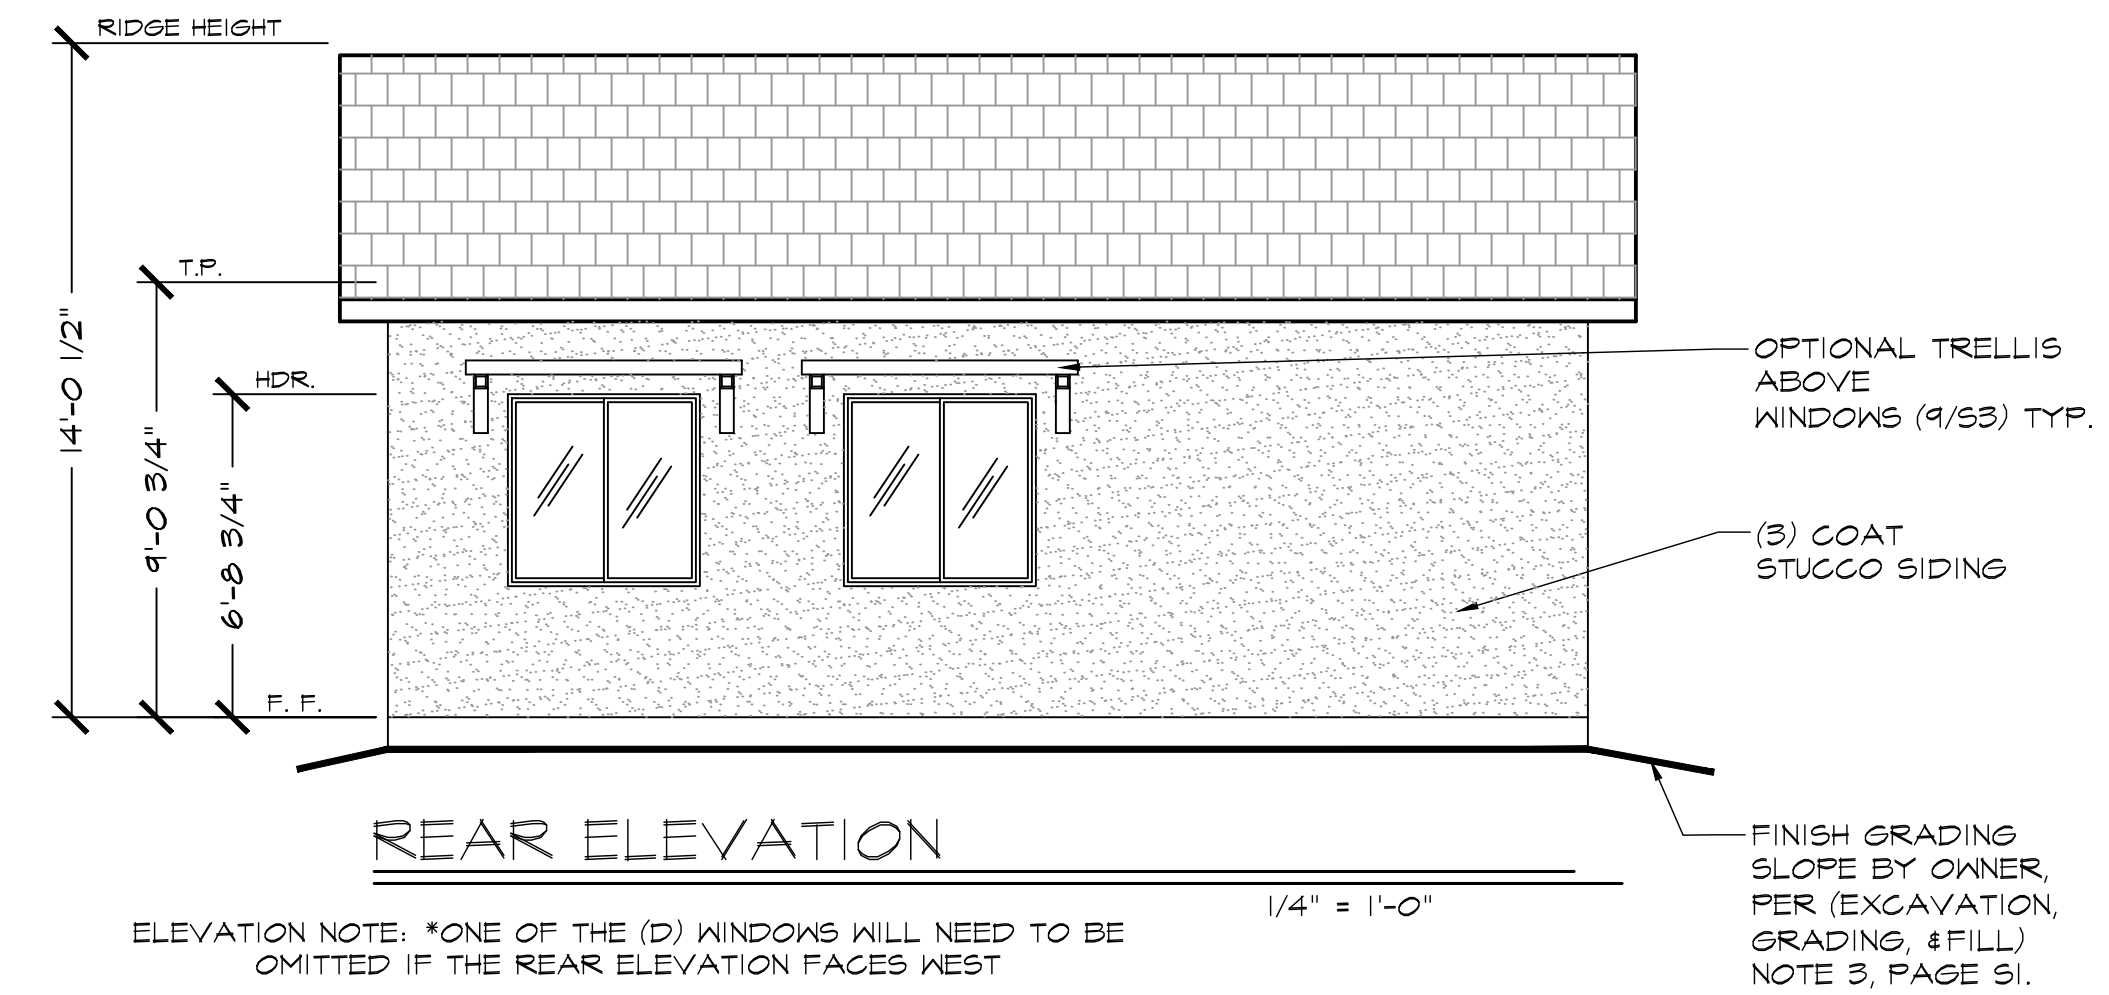 RIDGE HEIGHT
T.P.
HDR.
F. F.
14'-0 1/2"
9'-0 3/4"
6'-8 3/4"
OPTIONAL TRELLIS
ABOVE
WINDOWS (9/S3) TYP.
(3) COAT
STUCCO SIDING
FINISH GRADING
SLOPE BY OWNER,
PER (EXCAVATION,
GRADING, &FILL)
NOTE 3, PAGE S1.
REAR ELEVATION
1/4" = 1'-0"
ELEVATION NOTE: *ONE OF THE (D) WINDOWS WILL NEED TO BE
OMITTED IF THE REAR ELEVATION FACES WEST